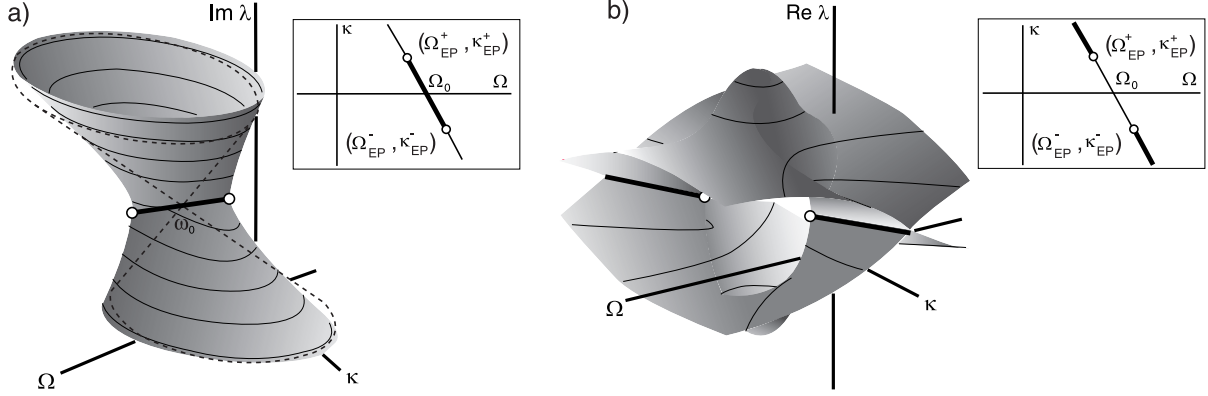 a)
Im λ
κ
(Ω⁺EP , κ⁺EP)
Ω₀
Ω
(Ω⁻EP , κ⁻EP)
ω₀
Ω
κ
b)
Re λ
κ
(Ω⁺EP , κ⁺EP)
Ω₀
Ω
(Ω⁻EP , κ⁻EP)
Ω
κ